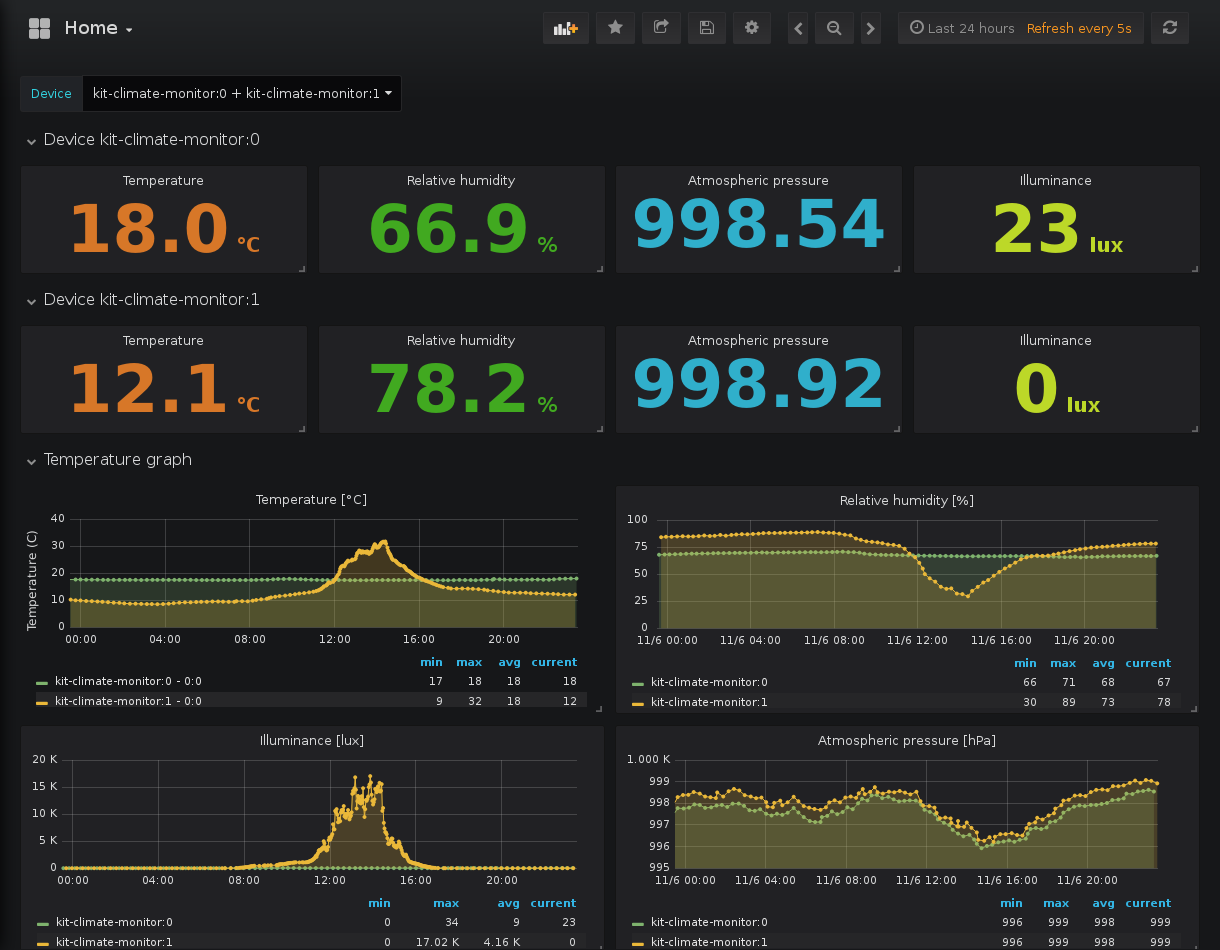 Home
Last 24 hours Refresh every 5s
Device kit-climate-monitor:0 + kit-climate-monitor:1
Device kit-climate-monitor:0
Temperature Relative humidity Atmospheric pressure Illuminance
18.0 °C 66.9 % 998.54 23 lux
Device kit-climate-monitor:1
Temperature Relative humidity Atmospheric pressure Illuminance
12.1 °C 78.2 % 998.92 0 lux
Temperature graph
Temperature [°C]
Temperature (C)
40
30
20
10
0
00:00 04:00 08:00 12:00 16:00 20:00
min max avg current
kit-climate-monitor:0 - 0:0 17 18 18 18
kit-climate-monitor:1 - 0:0 9 32 18 12
Relative humidity [%]
100
75
50
25
0
11/6 00:00 11/6 04:00 11/6 08:00 11/6 12:00 11/6 16:00 11/6 20:00
min max avg current
kit-climate-monitor:0 66 71 68 67
kit-climate-monitor:1 30 89 73 78
Illuminance [lux]
20 K
15 K
10 K
5 K
0
00:00 04:00 08:00 12:00 16:00 20:00
min max avg current
kit-climate-monitor:0 0 34 9 23
kit-climate-monitor:1 0 17.02 K 4.16 K 0
Atmospheric pressure [hPa]
1.000 K
999
998
997
996
995
11/6 00:00 11/6 04:00 11/6 08:00 11/6 12:00 11/6 16:00 11/6 20:00
min max avg current
kit-climate-monitor:0 996 999 998 999
kit-climate-monitor:1 996 999 998 999